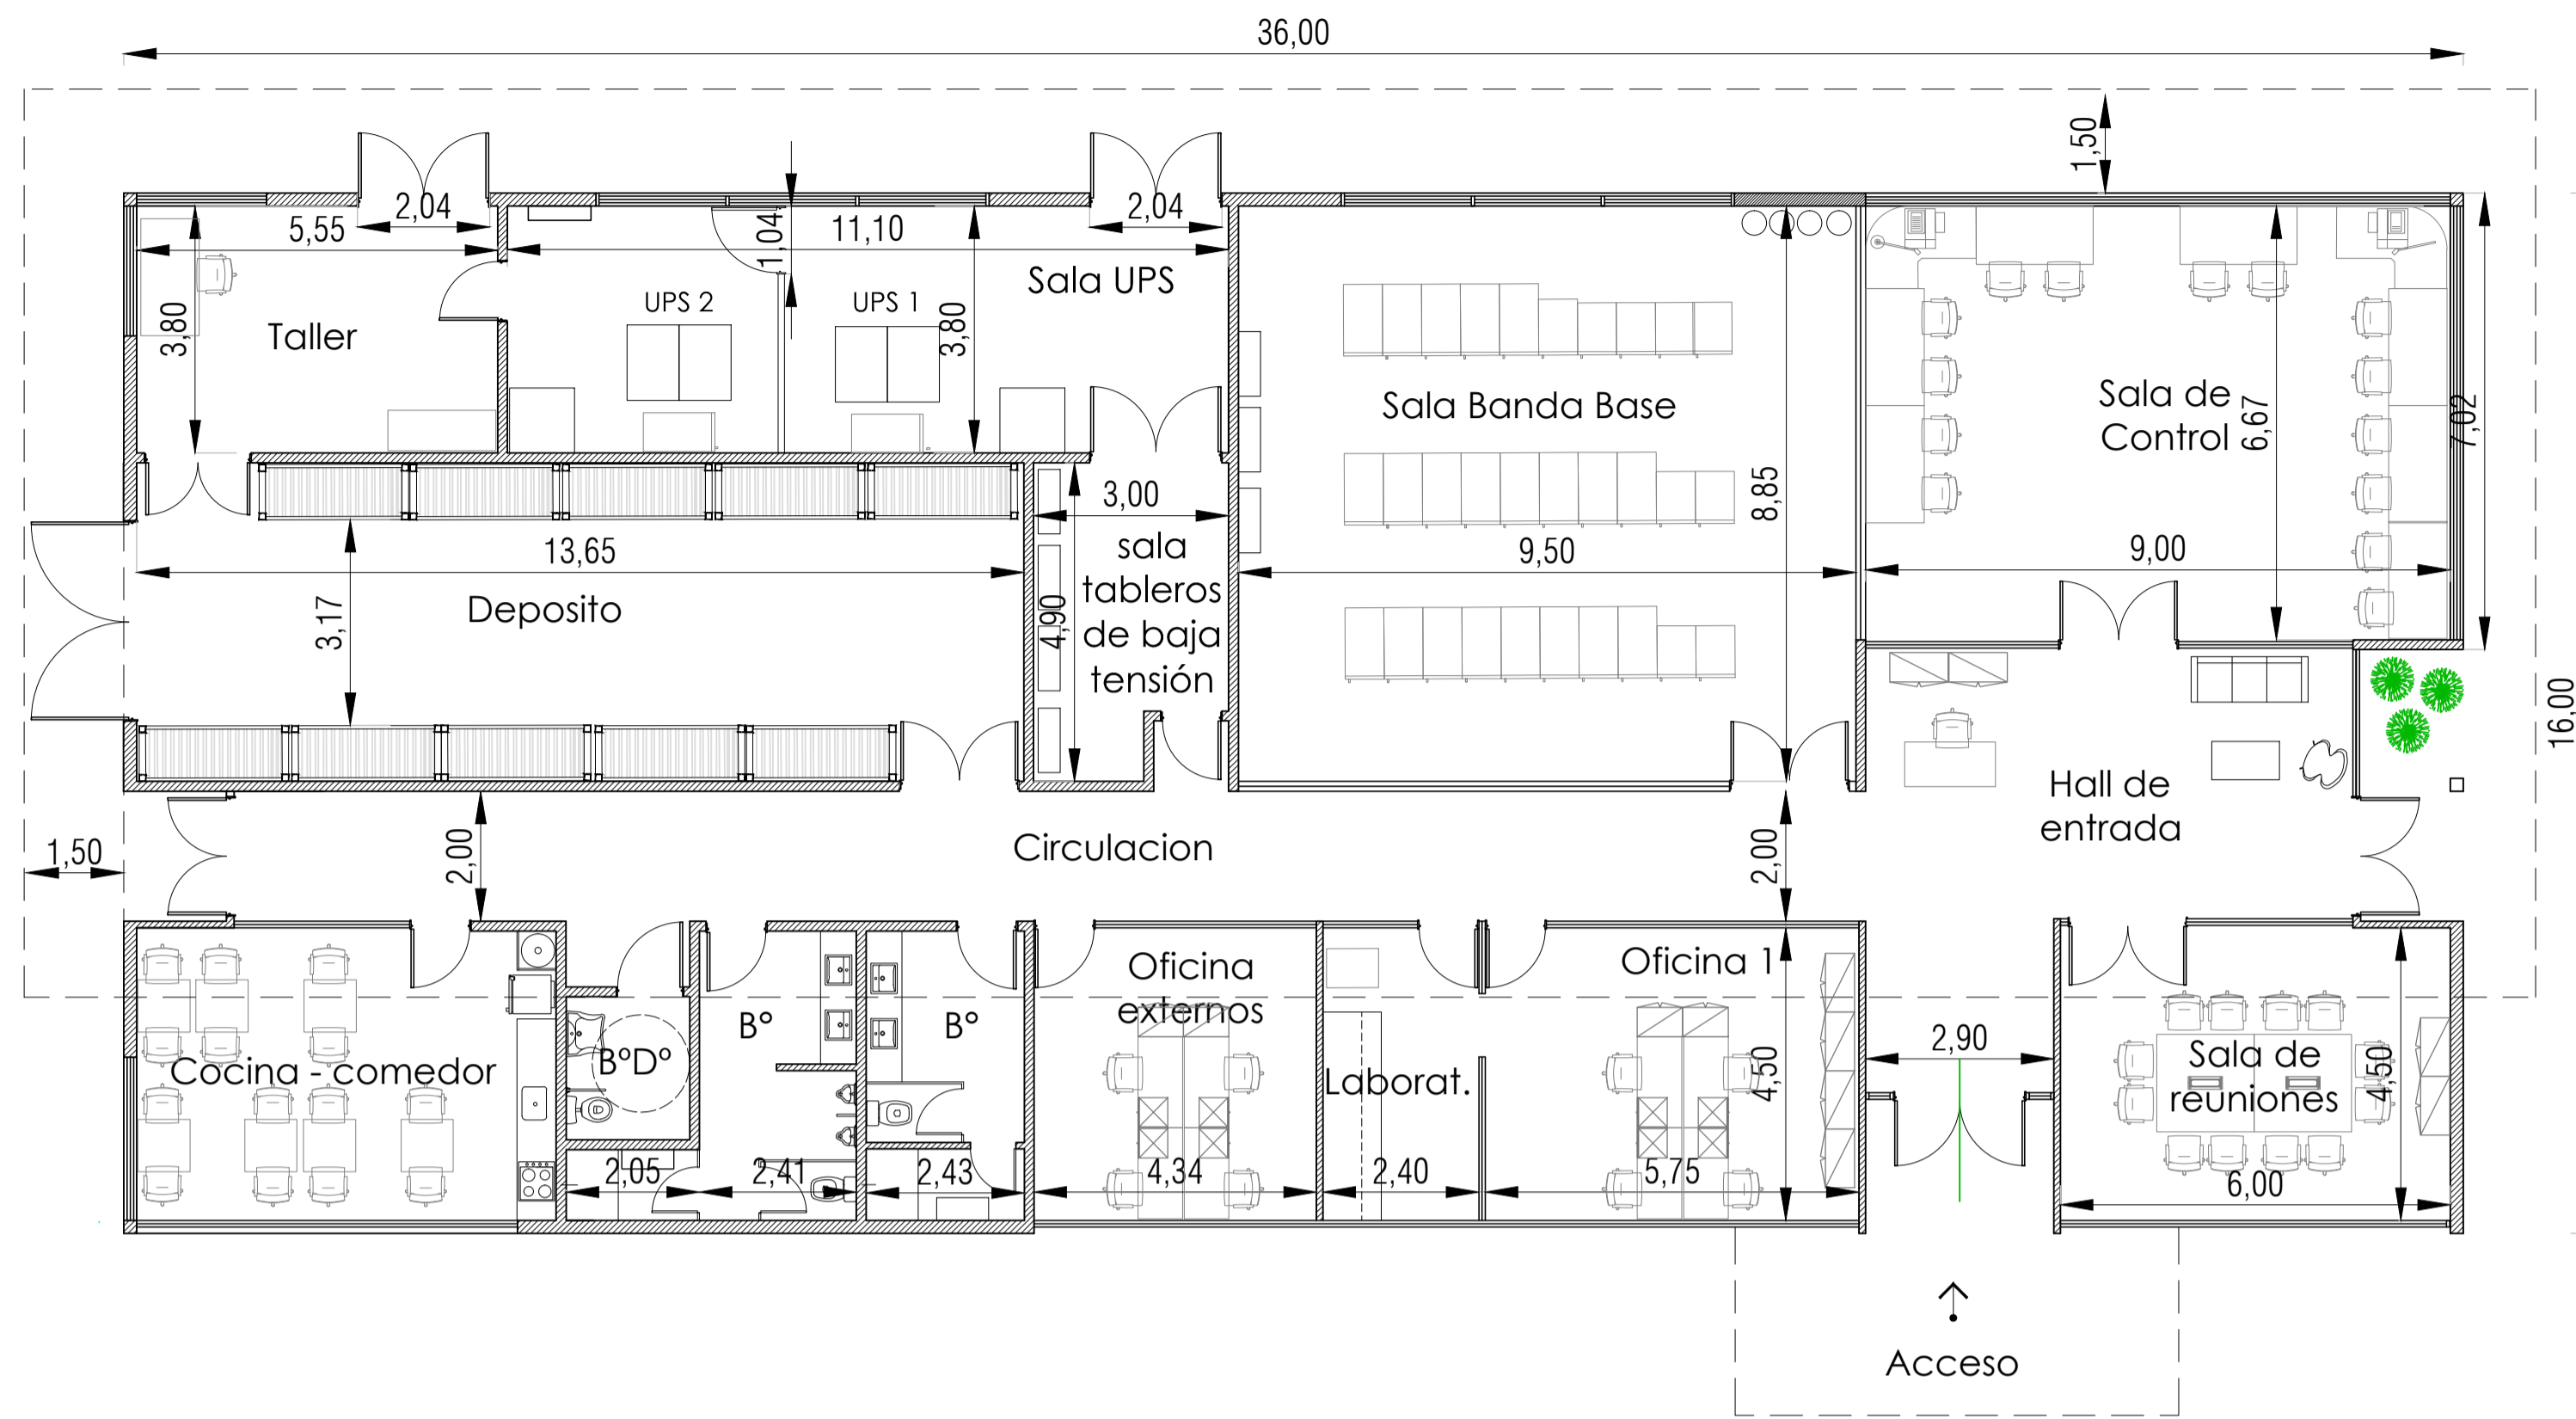 36,00
1,50
2,04
2,04
5,55
1,04
11,10
Sala UPS
UPS 2
UPS 1
3,80
Taller
3,80
Sala Banda Base
Sala de
Control
6,67
7,02
8,85
3,00
13,65
sala
tableros
de baja
tensión
9,50
9,00
Deposito
3,17
4,90
16,00
Hall de
entrada
1,50
2,00
Circulacion
2,00
Oficina
externos
Oficina 1
B°
B°
B°D°
2,90
Cocina - comedor
Laborat.
4,50
Sala de
reuniones
4,50
2,05
2,41
2,43
4,34
2,40
5,75
6,00
Acceso